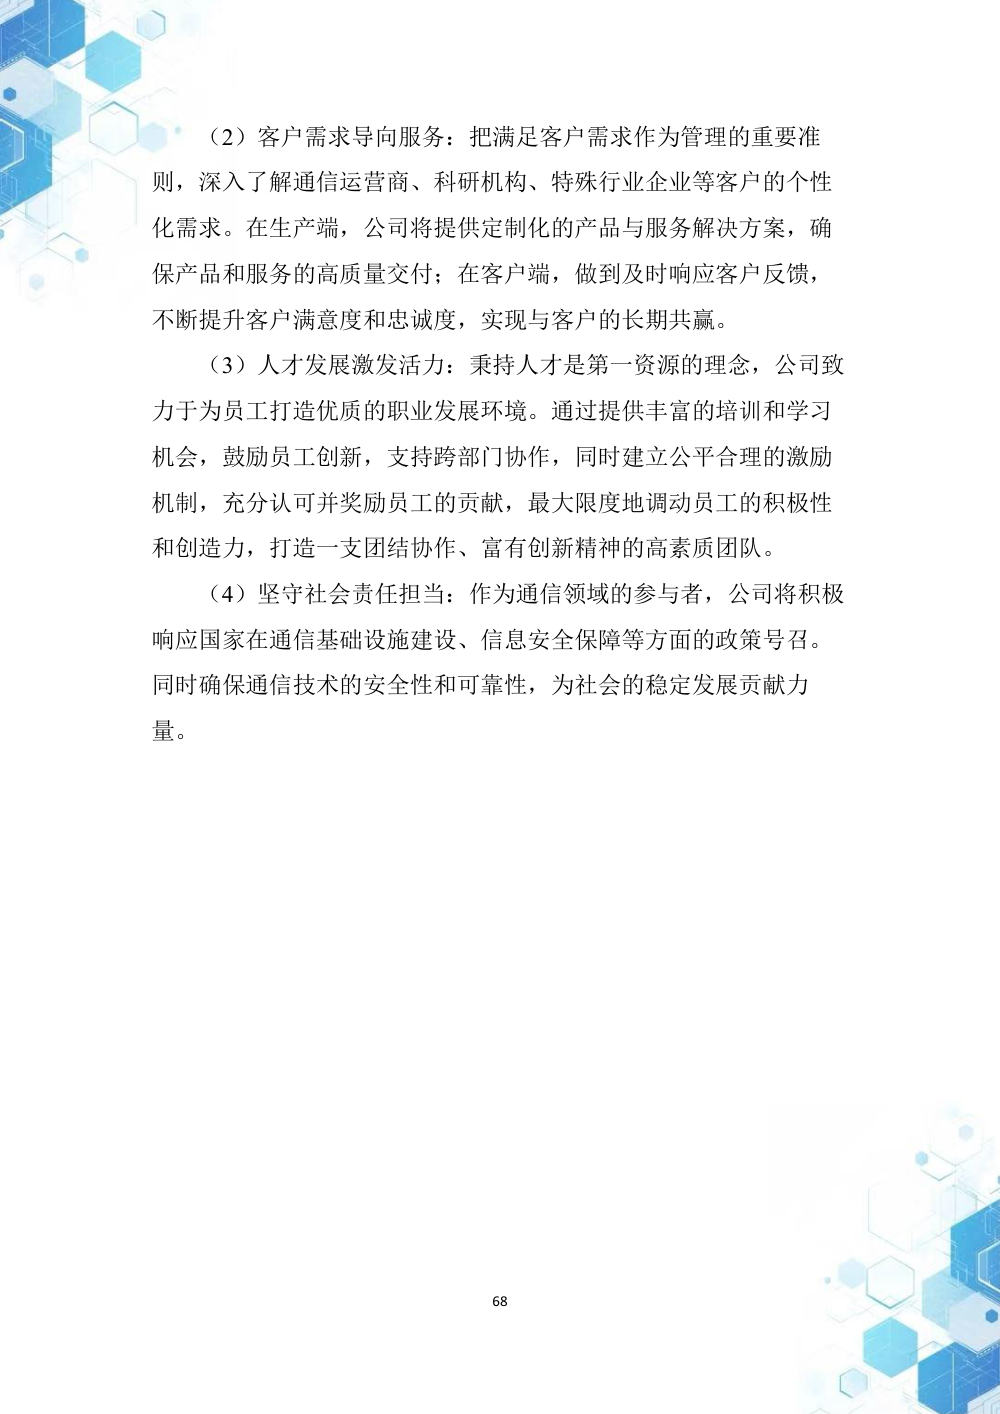 （2）客户需求导向服务：把满足客户需求作为管理的重要准
则，深入了解通信运营商、科研机构、特殊行业企业等客户的个性
化需求。在生产端，公司将提供定制化的产品与服务解决方案，确
保产品和服务的高质量交付；在客户端，做到及时响应客户反馈，
不断提升客户满意度和忠诚度，实现与客户的长期共赢。
（3）人才发展激发活力：秉持人才是第一资源的理念，公司致
力于为员工打造优质的职业发展环境。通过提供丰富的培训和学习
机会，鼓励员工创新，支持跨部门协作，同时建立公平合理的激励
机制，充分认可并奖励员工的贡献，最大限度地调动员工的积极性
和创造力，打造一支团结协作、富有创新精神的高素质团队。
（4）坚守社会责任担当：作为通信领域的参与者，公司将积极
响应国家在通信基础设施建设、信息安全保障等方面的政策号召。
同时确保通信技术的安全性和可靠性，为社会的稳定发展贡献力
量。
68